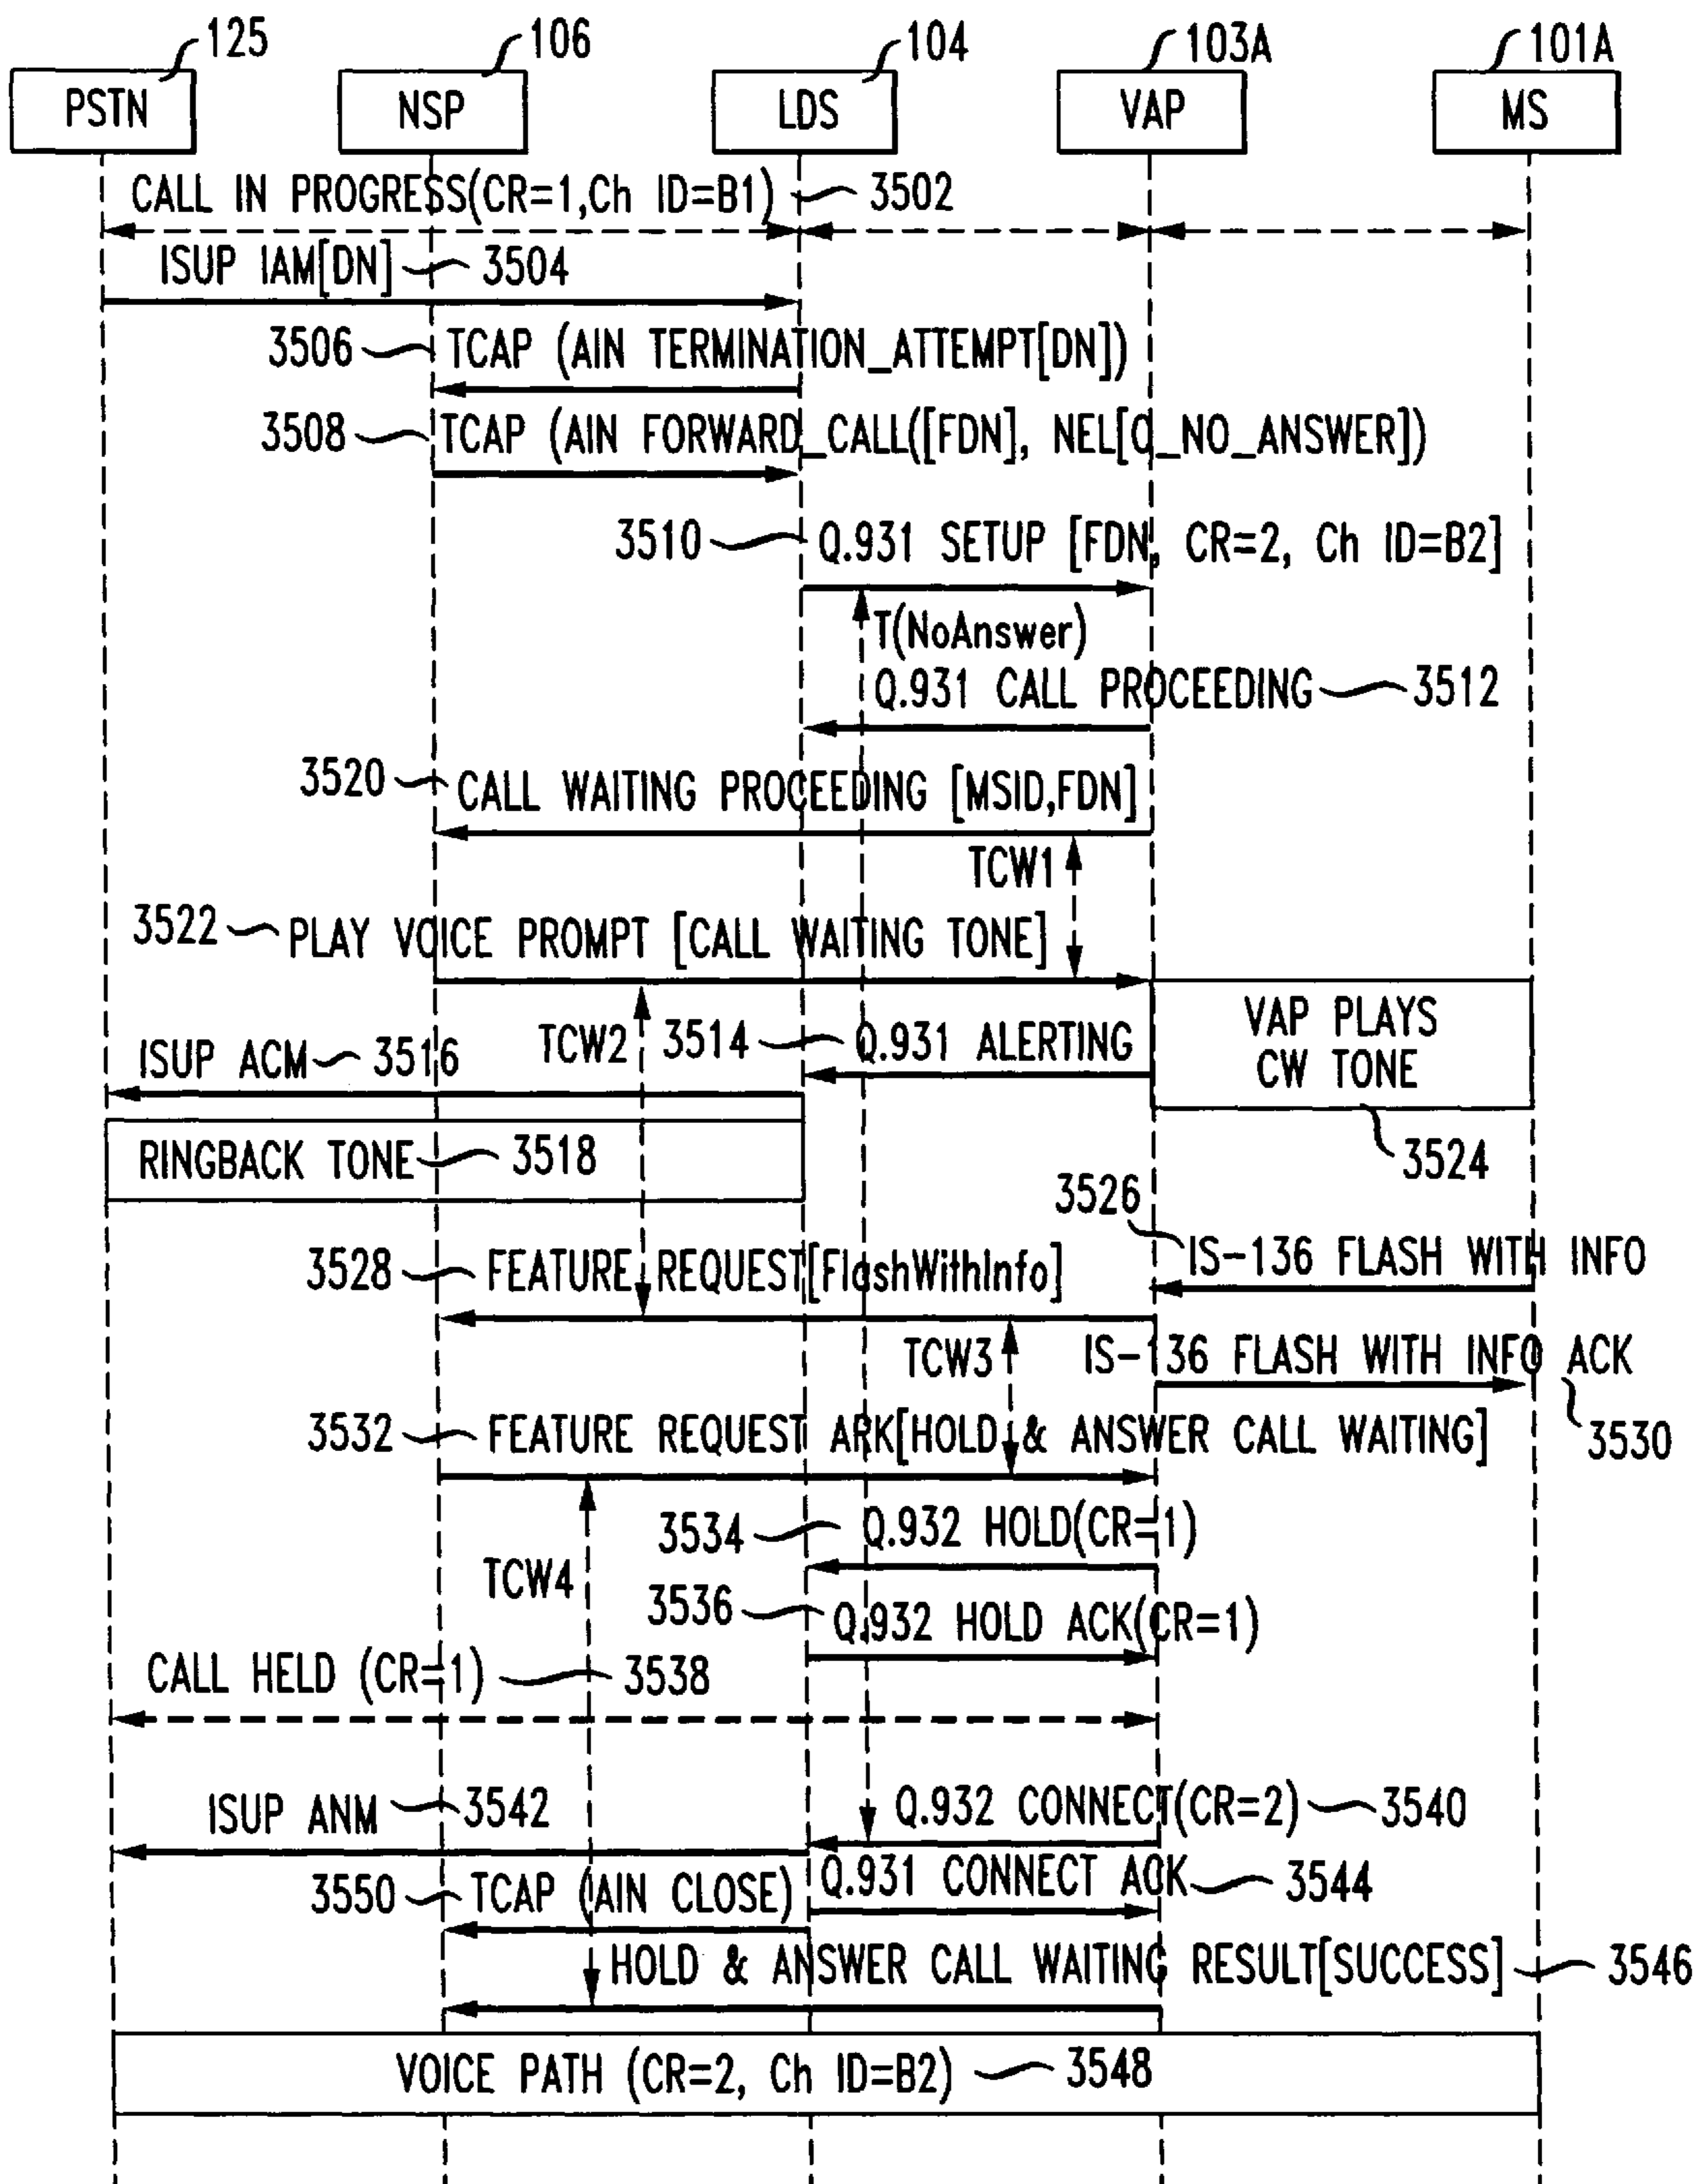 125 106 104 103A 101A
PSTN NSP LDS VAP MS
CALL IN PROGRESS(CR=1,Ch ID=B1) 3502
ISUP IAM[DN] 3504
3506 TCAP (AIN TERMINATION_ATTEMPT[DN])
3508 TCAP (AIN FORWARD_CALL([FDN], NEL[O_NO_ANSWER])
3510 Q.931 SETUP [FDN, CR=2, Ch ID=B2]
T(NoAnswer)
Q.931 CALL PROCEEDING 3512
3520 CALL WAITING PROCEEDING [MSID,FDN]
TCW1
3522 PLAY VOICE PROMPT [CALL WAITING TONE]
VAP PLAYS
CW TONE
TCW2 3514 Q.931 ALERTING
ISUP ACM 3516
RINGBACK TONE 3518
3524
3526
IS-136 FLASH WITH INFO
3528 FEATURE REQUEST[FlashWithInfo]
TCW3 IS-136 FLASH WITH INFO ACK
3530
3532 FEATURE REQUEST ARK[HOLD & ANSWER CALL WAITING]
3534 Q.932 HOLD(CR=1)
TCW4
3536 Q.932 HOLD ACK(CR=1)
CALL HELD (CR=1) 3538
Q.932 CONNECT(CR=2) 3540
ISUP ANM 3542
3550 TCAP (AIN CLOSE) Q.931 CONNECT ACK 3544
HOLD & ANSWER CALL WAITING RESULT[SUCCESS] 3546
VOICE PATH (CR=2, Ch ID=B2) 3548